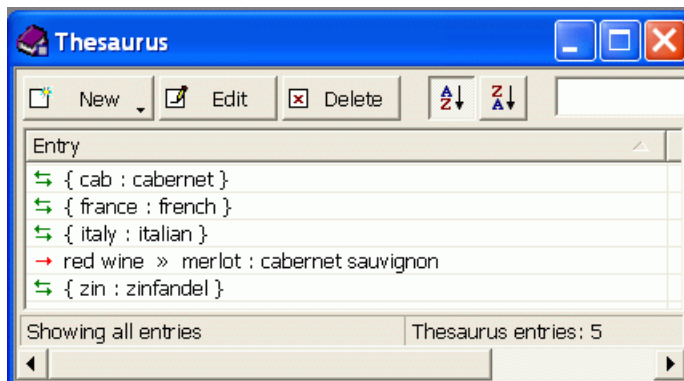 Thesaurus
New Edit Delete A Z Z A
Entry
{ cab : cabernet }
{ france : french }
{ italy : italian }
red wine » merlot : cabernet sauvignon
{ zin : zinfandel }
Showing all entries Thesaurus entries: 5